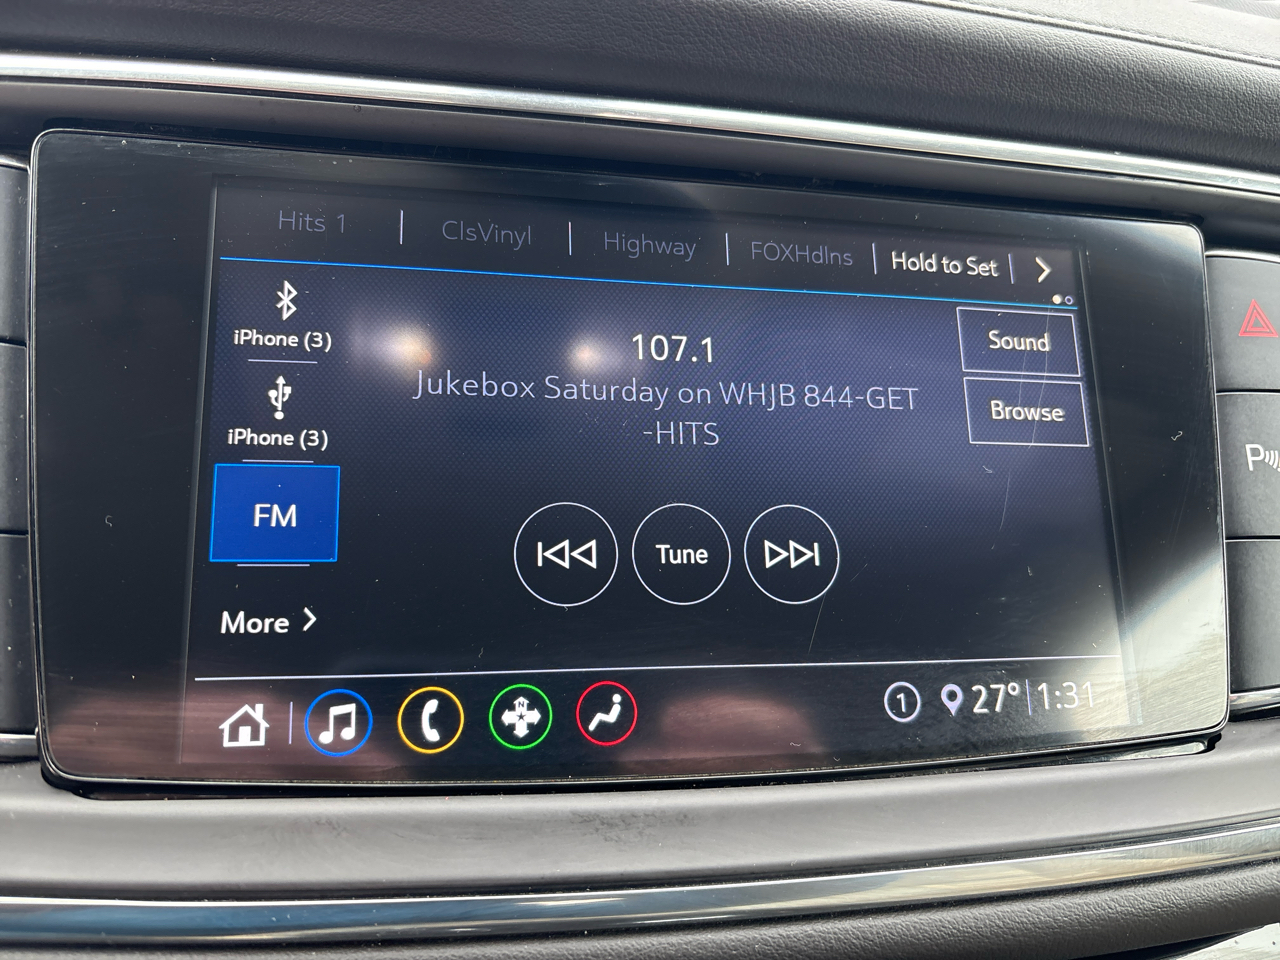 Hits 1 | ClsVinyl | Highway | FOXHdlns | Hold to Set |
iPhone (3)
iPhone (3)
FM
More
107.1
Jukebox Saturday on WHJB 844-GET
-HITS
Sound
Browse
Tune
N
1 27° 1:31
P